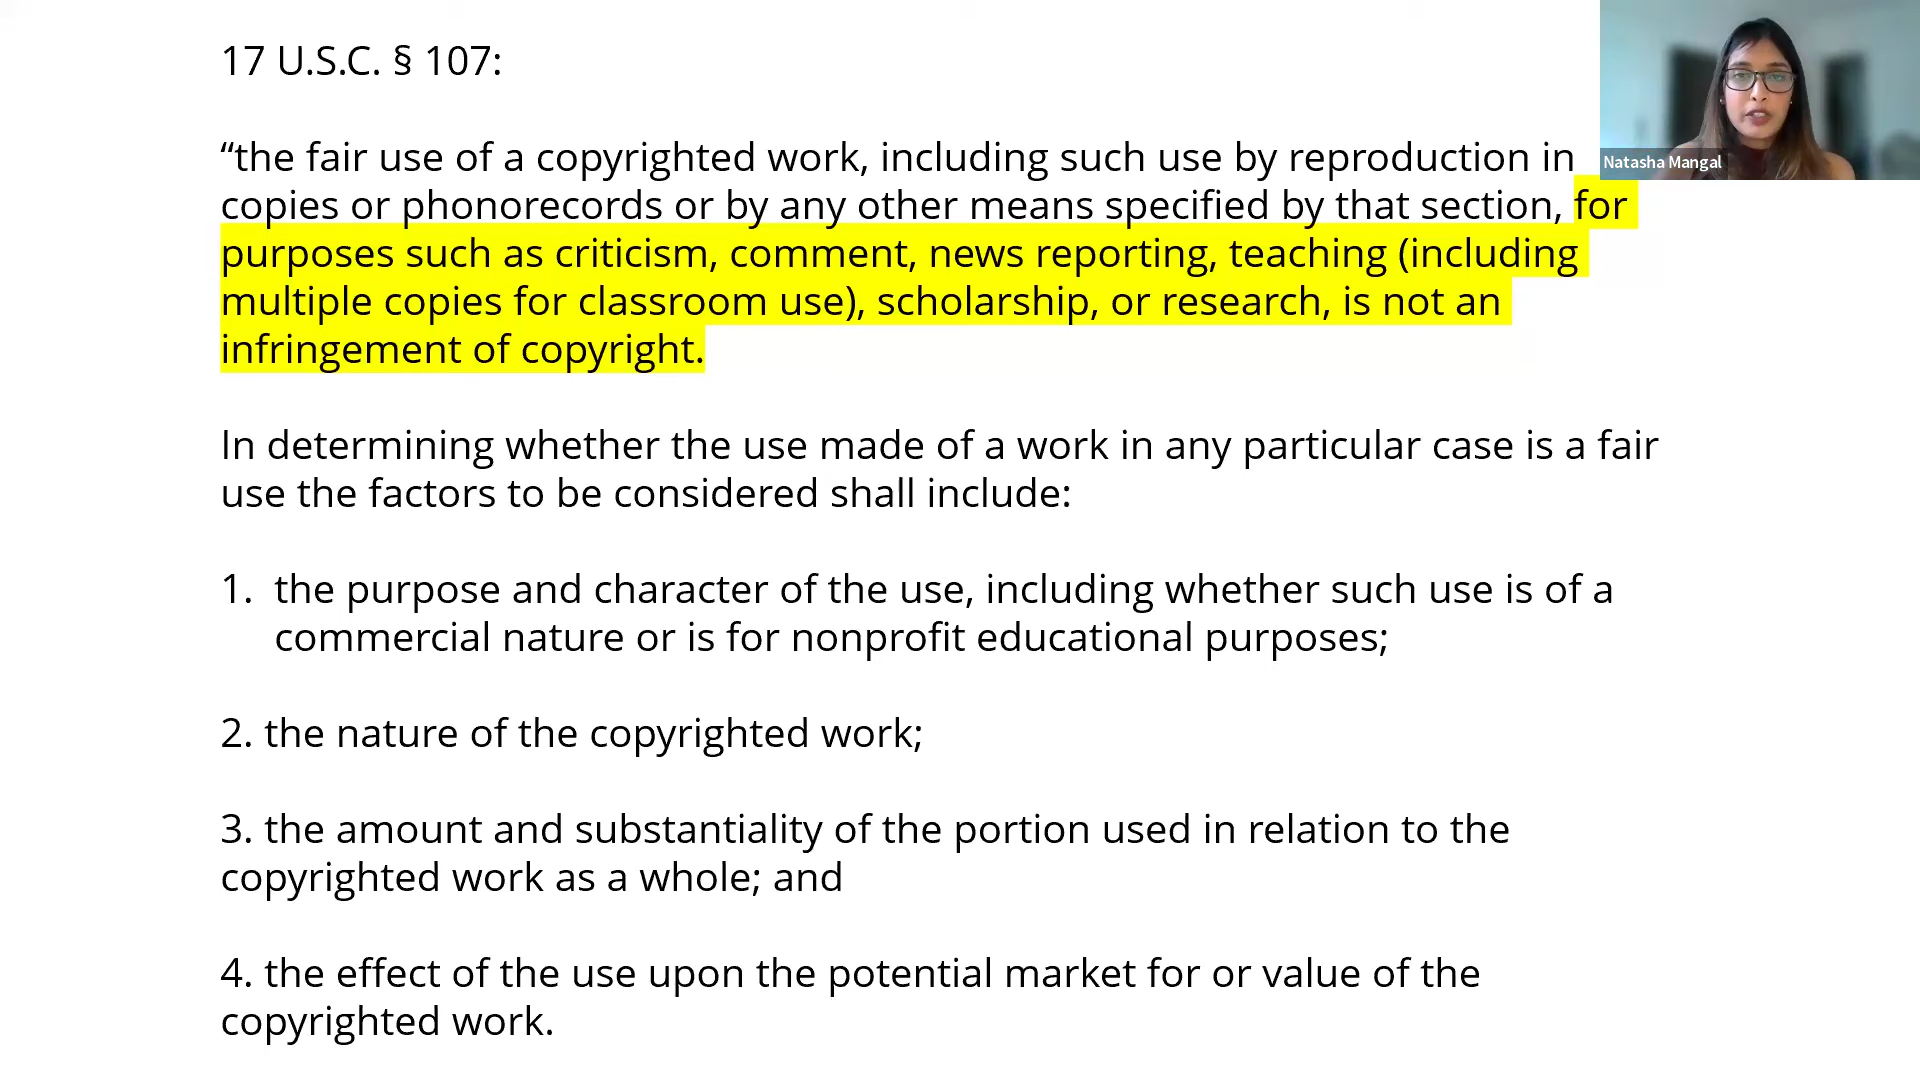 17 U.S.C. § 107:
“the fair use of a copyrighted work, including such use by reproduction in
copies or phonorecords or by any other means specified by that section, for
purposes such as criticism, comment, news reporting, teaching (including
multiple copies for classroom use), scholarship, or research, is not an
infringement of copyright.
In determining whether the use made of a work in any particular case is a fair
use the factors to be considered shall include:
1. the purpose and character of the use, including whether such use is of a
commercial nature or is for nonprofit educational purposes;
2. the nature of the copyrighted work;
3. the amount and substantiality of the portion used in relation to the
copyrighted work as a whole; and
4. the effect of the use upon the potential market for or value of the
copyrighted work.
Natasha Mangal